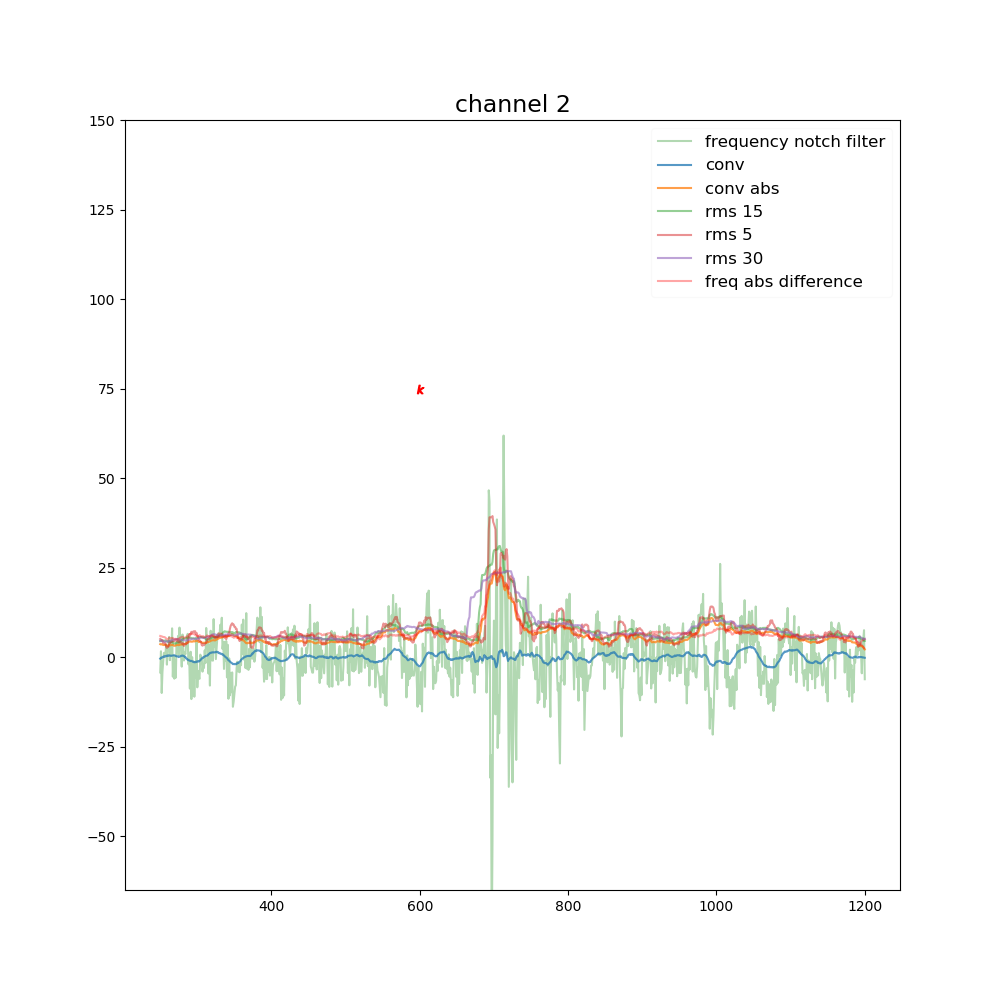 channel 2
150
125
100
75
50
25
0
−25
−50
frequency notch filter
conv
conv abs
rms 15
rms 5
rms 30
freq abs difference
k
400 600 800 1000 1200